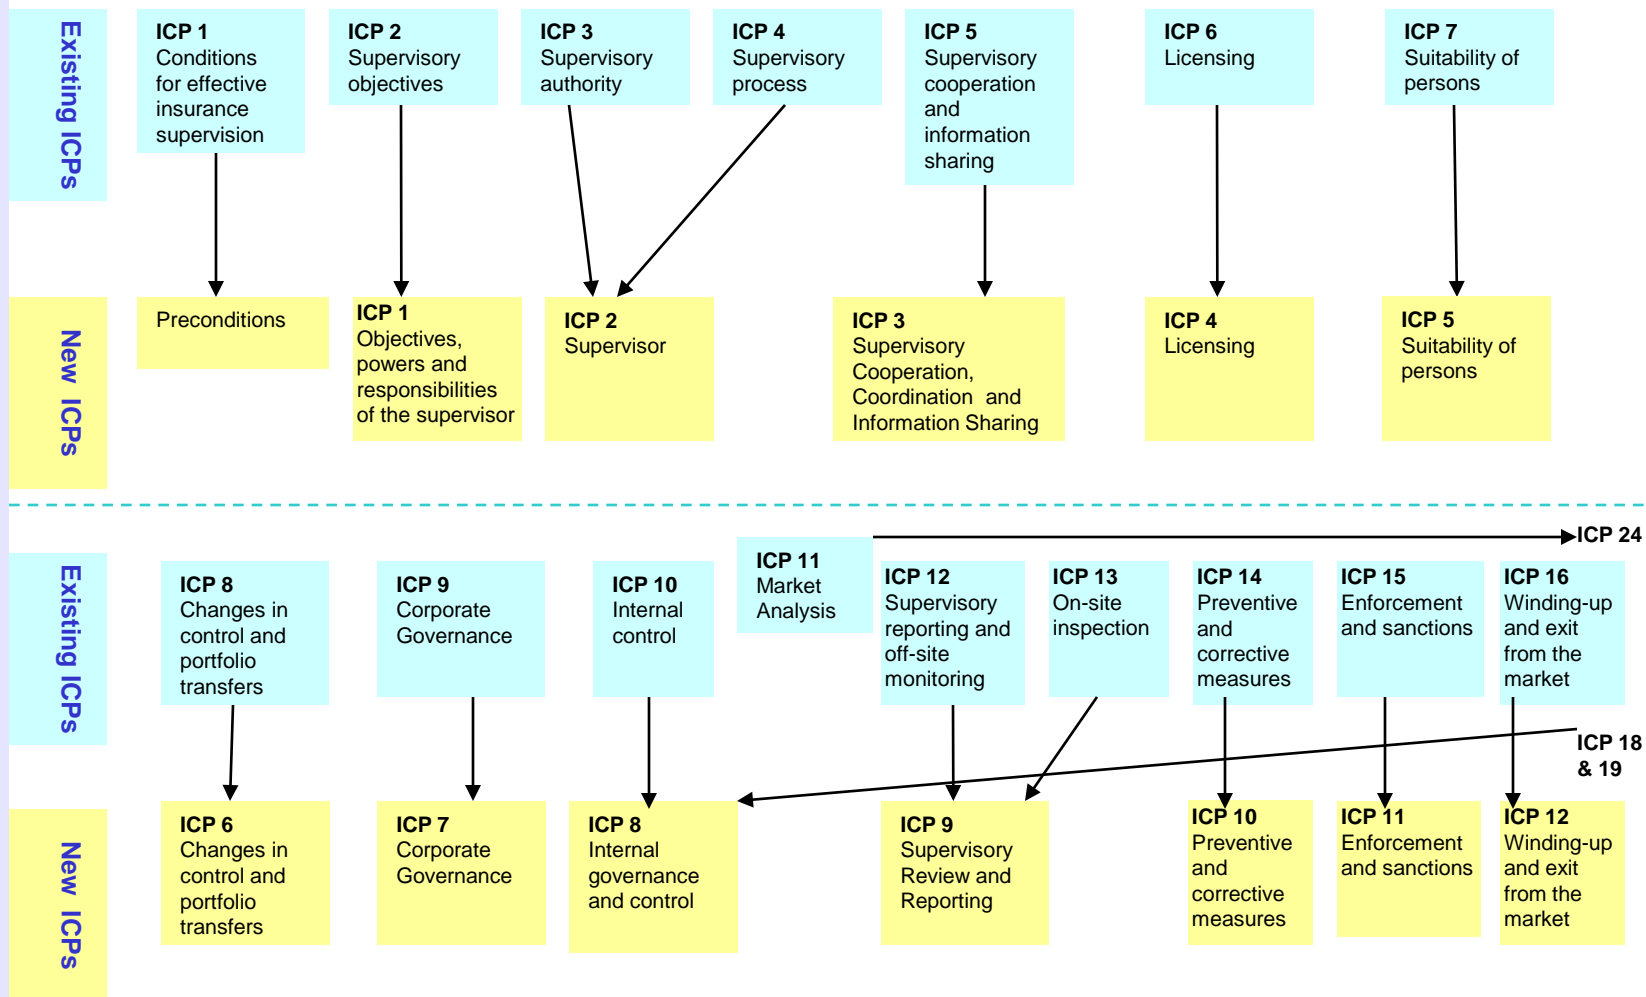 Existing ICPs
ICP 1
Conditions
for effective
insurance
supervision
ICP 2
Supervisory
objectives
ICP 3
Supervisory
authority
ICP 4
Supervisory
process
ICP 5
Supervisory
cooperation
and
information
sharing
ICP 6
Licensing
ICP 7
Suitability of
persons
New ICPs
Preconditions
ICP 1
Objectives,
powers and
responsibilities
of the supervisor
ICP 2
Supervisor
ICP 3
Supervisory
Cooperation,
Coordination and
Information Sharing
ICP 4
Licensing
ICP 5
Suitability of
persons
Existing ICPs
ICP 8
Changes in
control and
portfolio
transfers
ICP 9
Corporate
Governance
ICP 10
Internal
control
ICP 11
Market
Analysis
ICP 24
ICP 12
Supervisory
reporting and
off-site
monitoring
ICP 13
On-site
inspection
ICP 14
Preventive
and
corrective
measures
ICP 15
Enforcement
and sanctions
ICP 16
Winding-up
and exit
from the
market
ICP 18
& 19
New ICPs
ICP 6
Changes in
control and
portfolio
transfers
ICP 7
Corporate
Governance
ICP 8
Internal
governance
and control
ICP 9
Supervisory
Review and
Reporting
ICP 10
Preventive
and
corrective
measures
ICP 11
Enforcement
and sanctions
ICP 12
Winding-up
and exit
from the
market